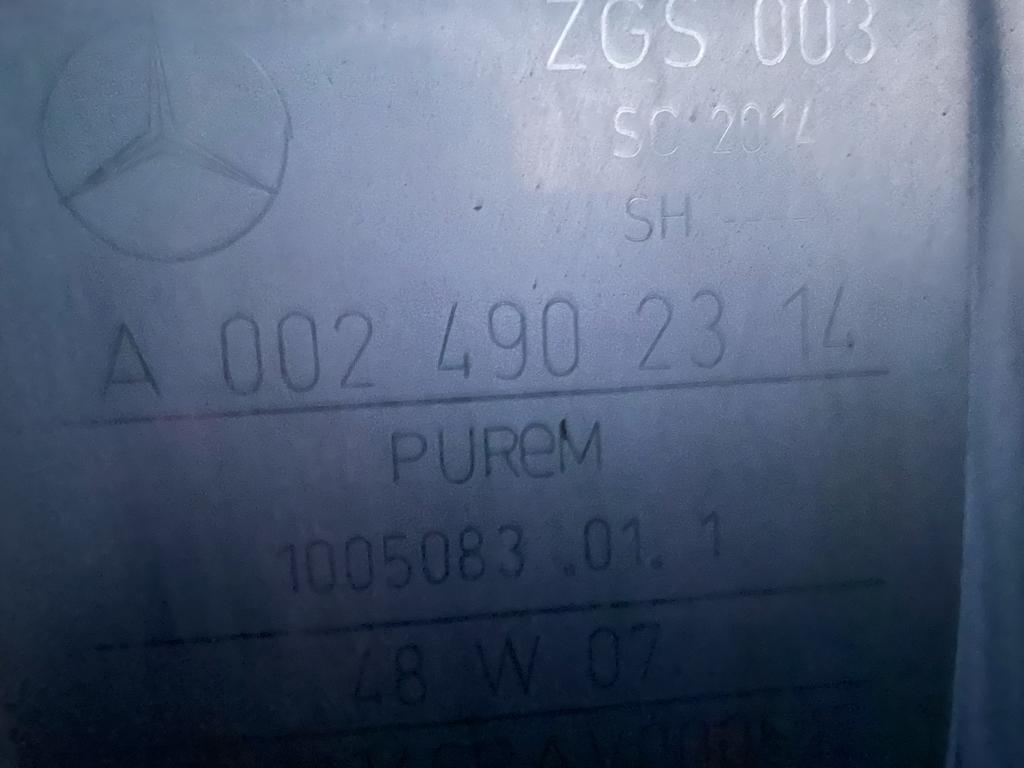 ZGS 003
SC 2014
SH ----
A 002 490 23 14
PUREM
1005083 .01. 1
48 W 07